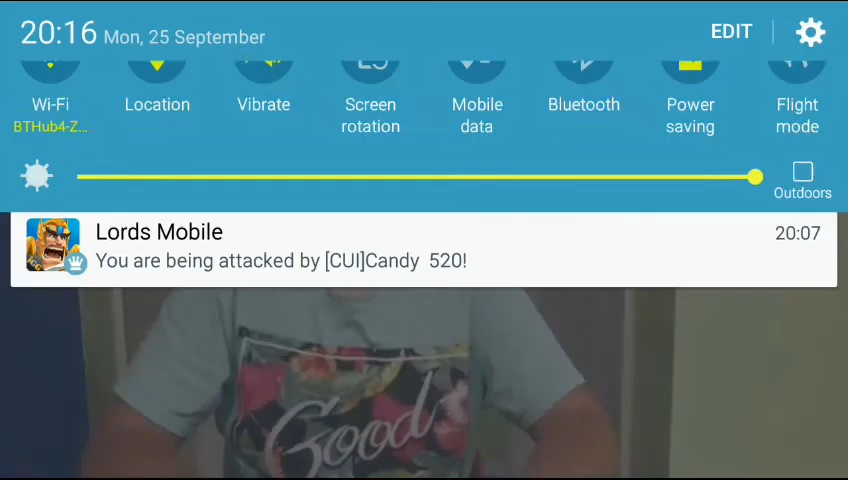 20:16 Mon, 25 September EDIT
Wi-Fi Location Vibrate Screen rotation Mobile data Bluetooth Power saving Flight mode
BTHub4-Z...
Outdoors
Lords Mobile 20:07
You are being attacked by [CUI]Candy 520!
IGG
Good